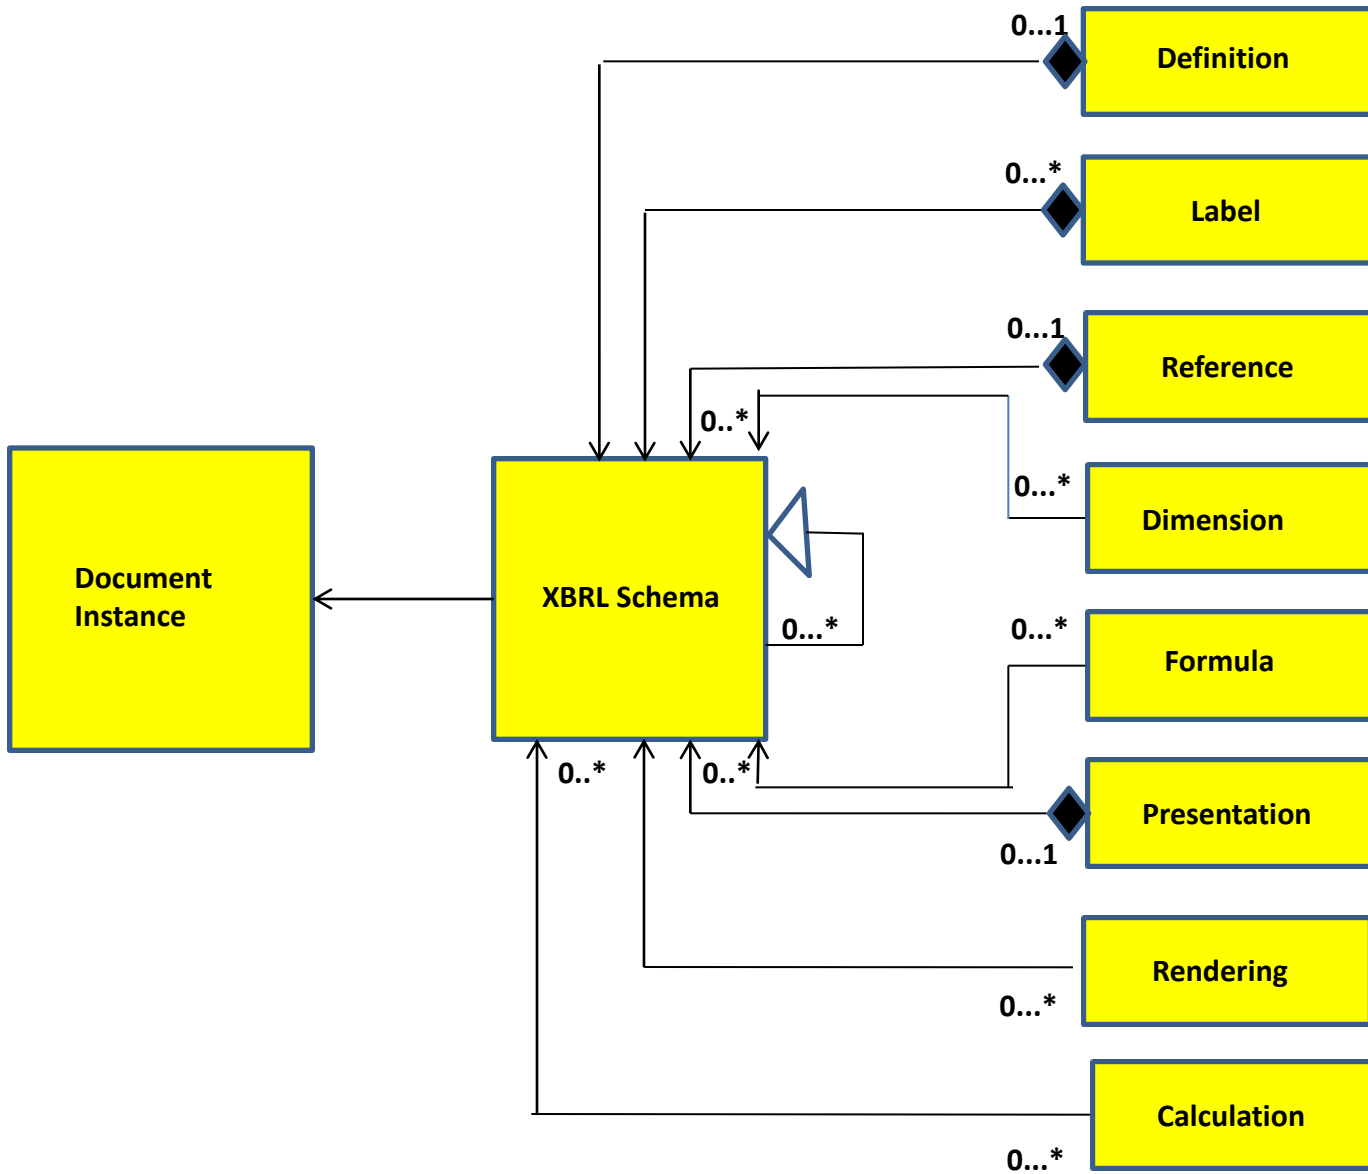 0...1
Definition
0...*
Label
0...1
Reference
0..*
0...*
Dimension
Document
Instance
XBRL Schema
0...*
0...*
Formula
0..*
0..*
Presentation
0...1
Rendering
0...*
Calculation
0...*